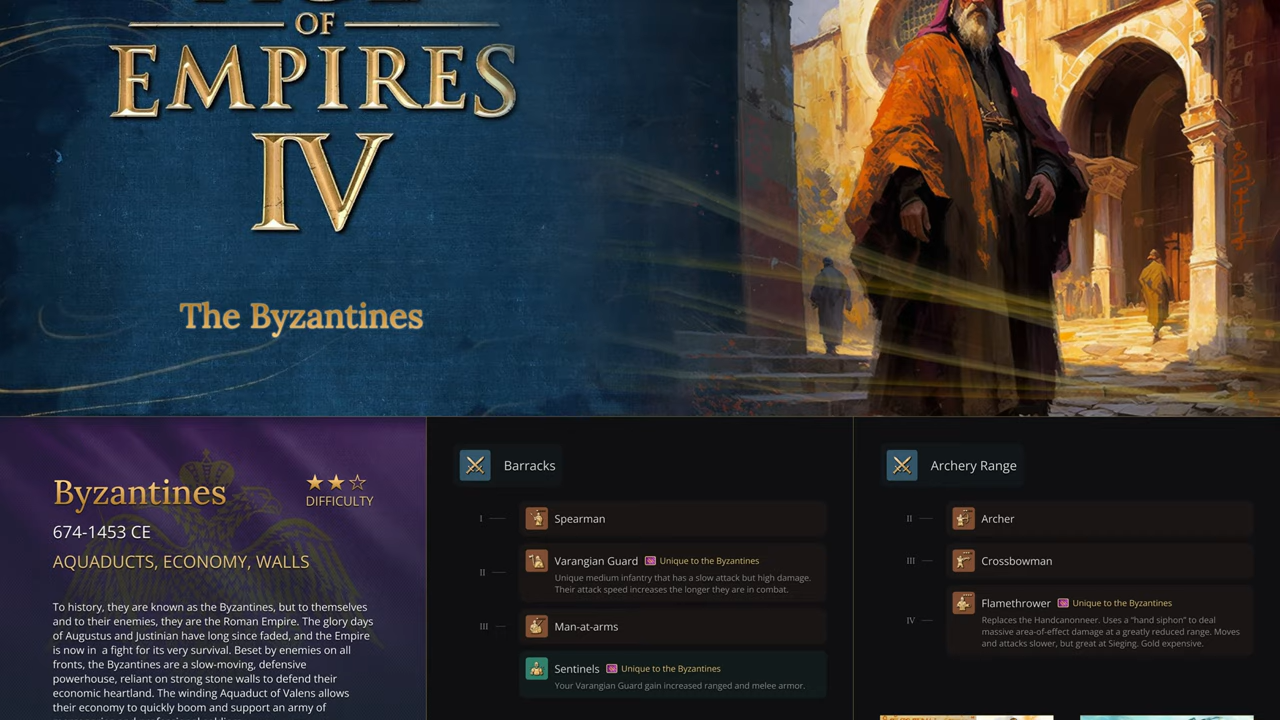 OF
EMPIRES
IV
The Byzantines
Byzantines
DIFFICULTY
674-1453 CE
AQUADUCTS, ECONOMY, WALLS
To history, they are known as the Byzantines, but to themselves
and to their enemies, they are the Roman Empire. The glory days
of Augustus and Justinian have long since faded, and the Empire
is now in a fight for its very survival. Beset by enemies on all
fronts, the Byzantines are a slow-moving, defensive
powerhouse, reliant on strong stone walls to defend their
economic heartland. The winding Aquaduct of Valens allows
their economy to quickly boom and support an army of
Barracks
I
Spearman
II
Varangian Guard Unique to the Byzantines
Unique medium infantry that has a slow attack but high damage.
Their attack speed increases the longer they are in combat.
III
Man-at-arms
Sentinels Unique to the Byzantines
Your Varangian Guard gain increased ranged and melee armor.
Archery Range
II
Archer
III
Crossbowman
IV
Flamethrower Unique to the Byzantines
Replaces the Handcanonneer. Uses a "hand siphon" to deal
massive area-of-effect damage at a greatly reduced range. Moves
and attacks slower, but great at Sieging. Gold expensive.